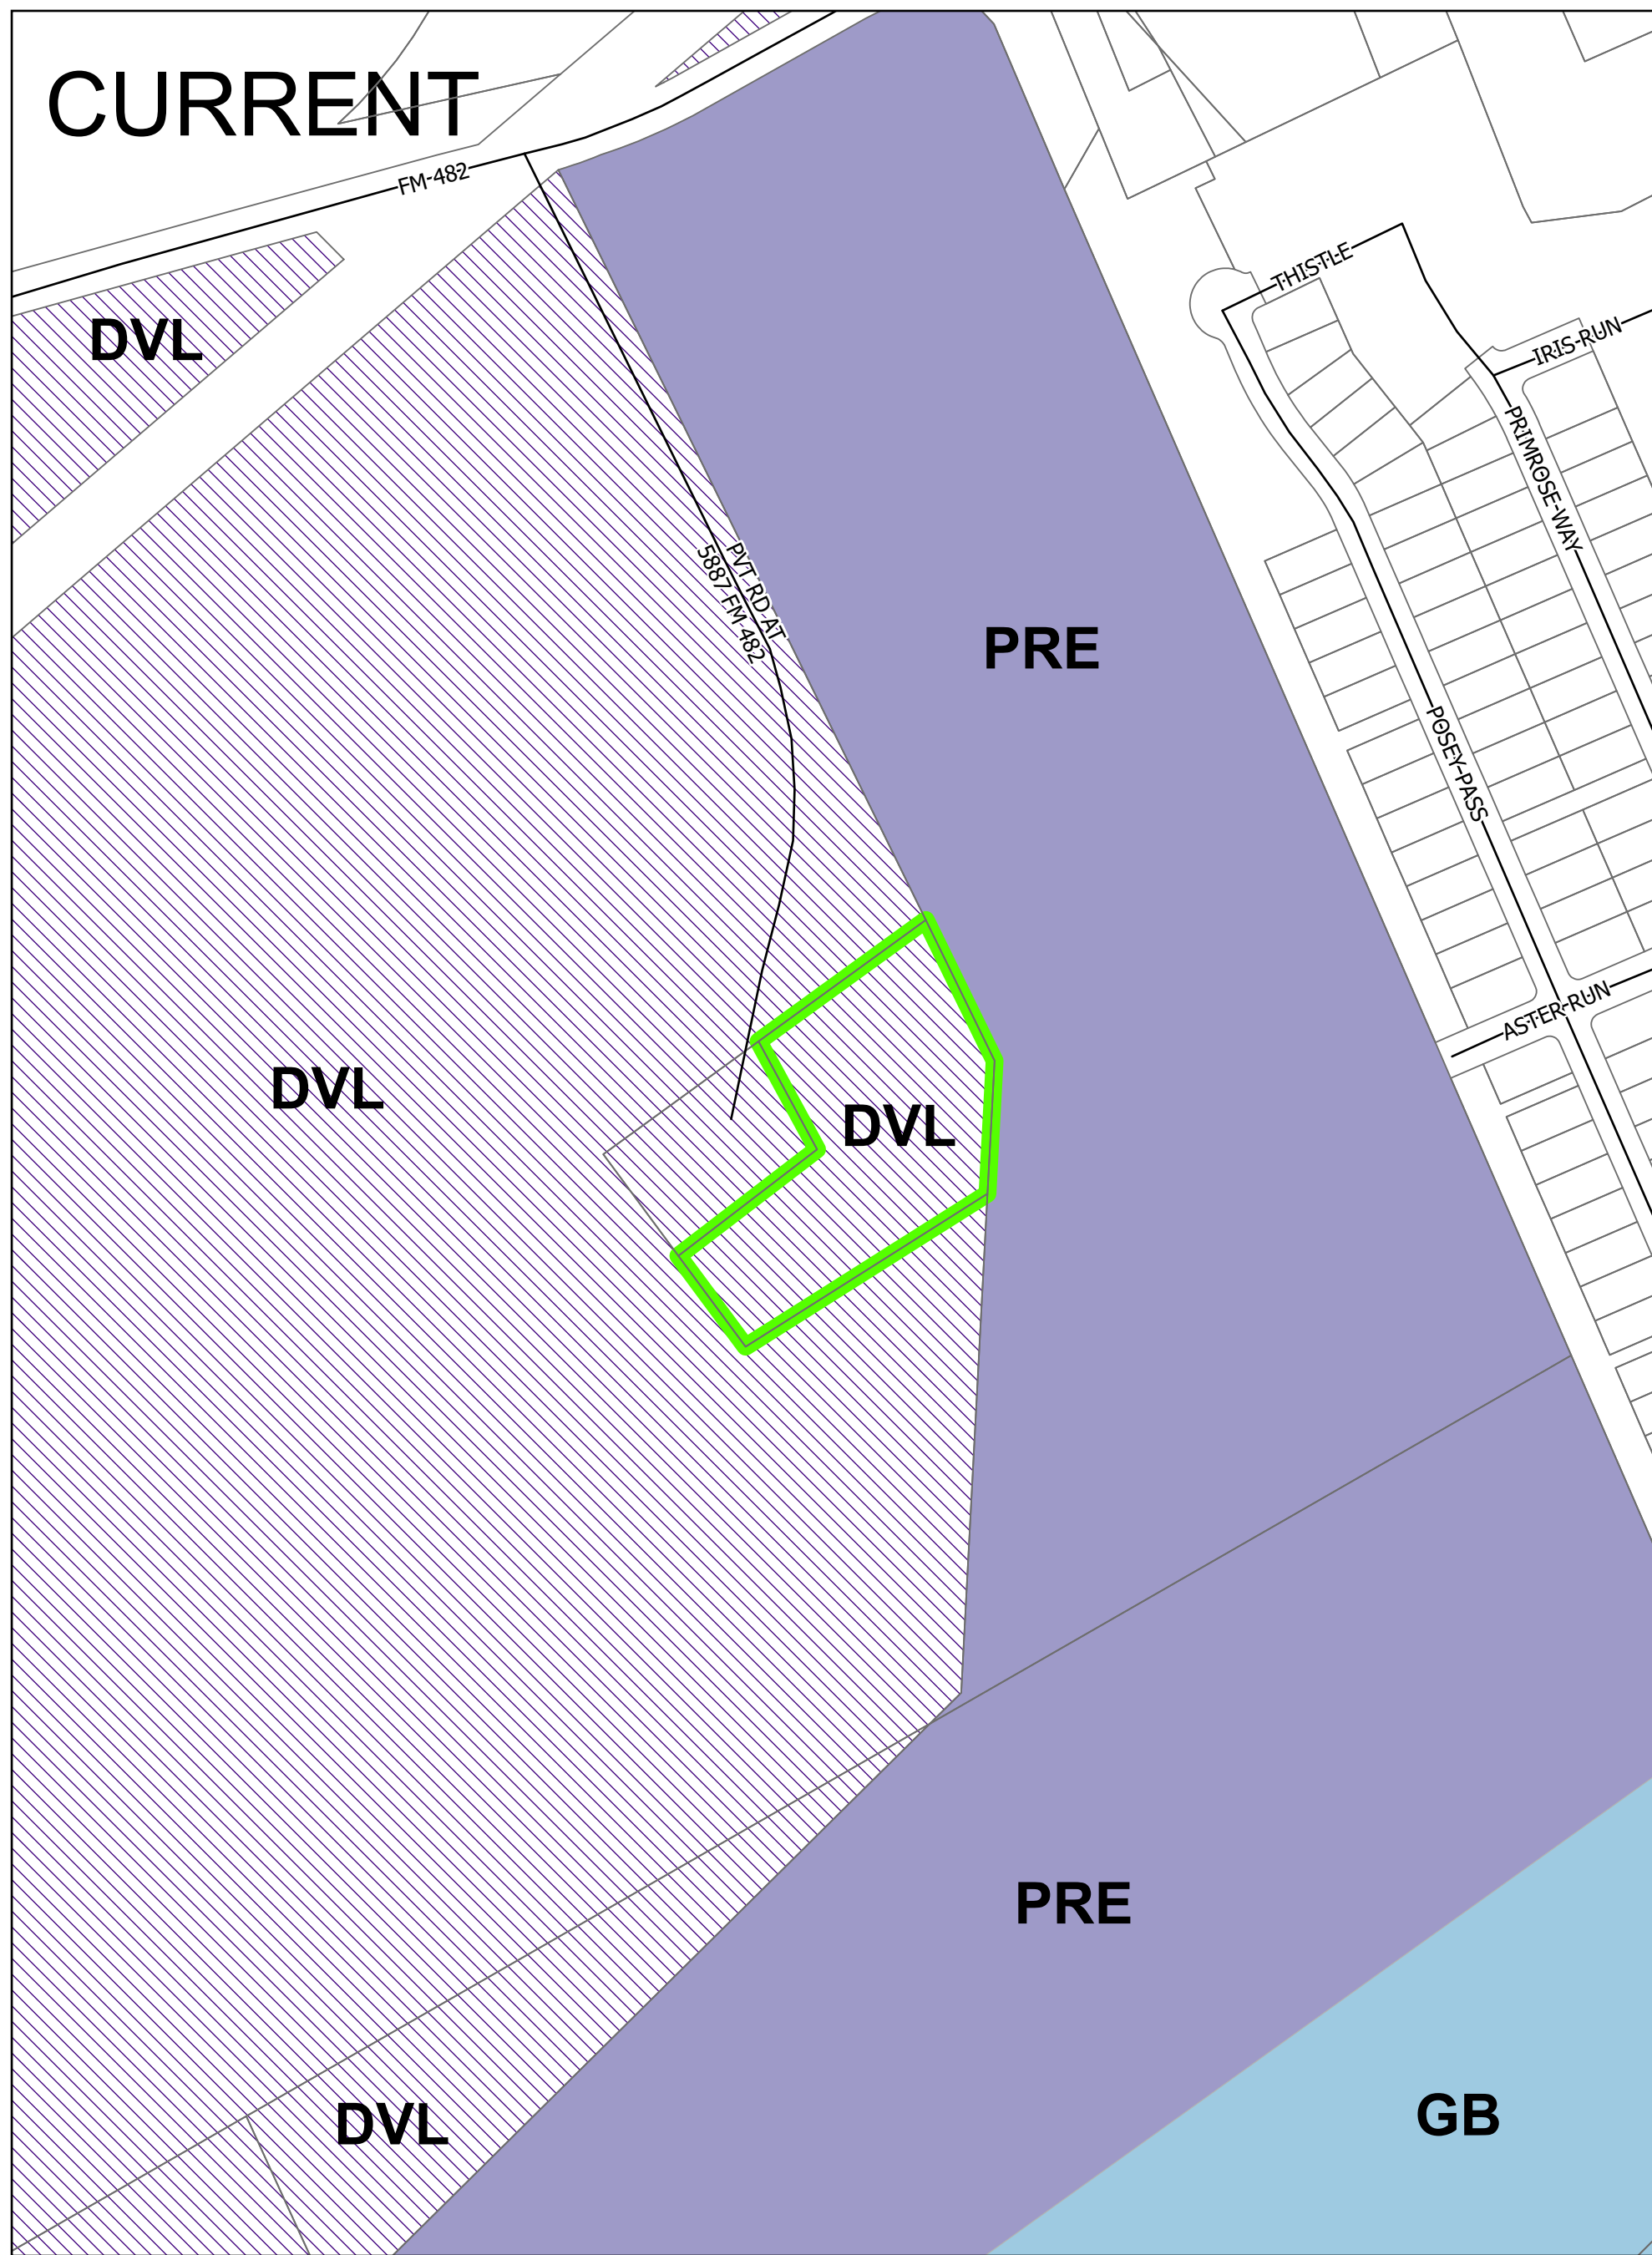 CURRENT
FM-482
THISTLE
DVL
IRIS-RUN
PRIMROSE-WAY
PVT RD AT
5887 FM-482
PRE
POSEY-PASS
ASTER-RUN
DVL
DVL
PRE
GB
DVL